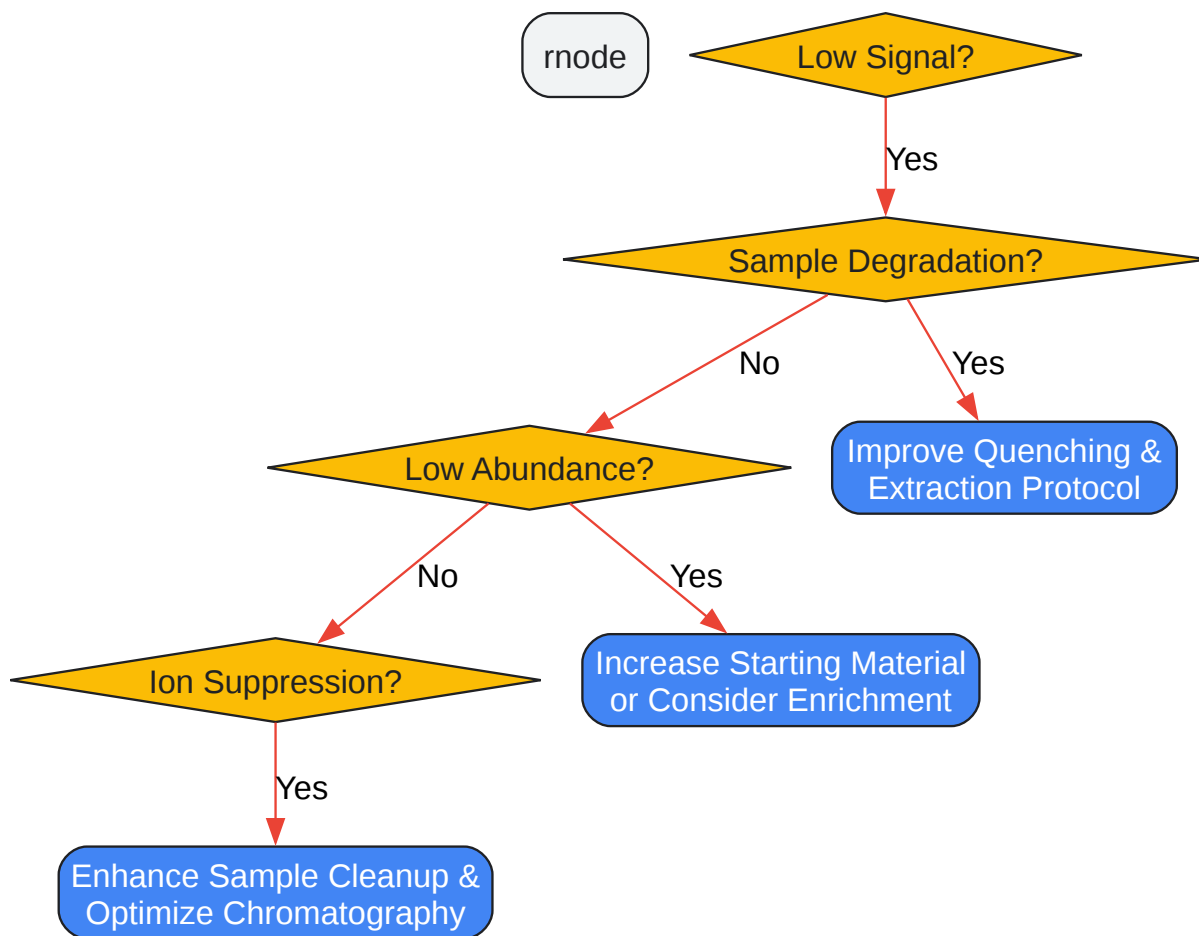 rnode
Low Signal?
Yes
Sample Degradation?
No
Yes
Low Abundance?
Improve Quenching &
Extraction Protocol
No
Yes
Ion Suppression?
Increase Starting Material
or Consider Enrichment
Yes
Enhance Sample Cleanup &
Optimize Chromatography